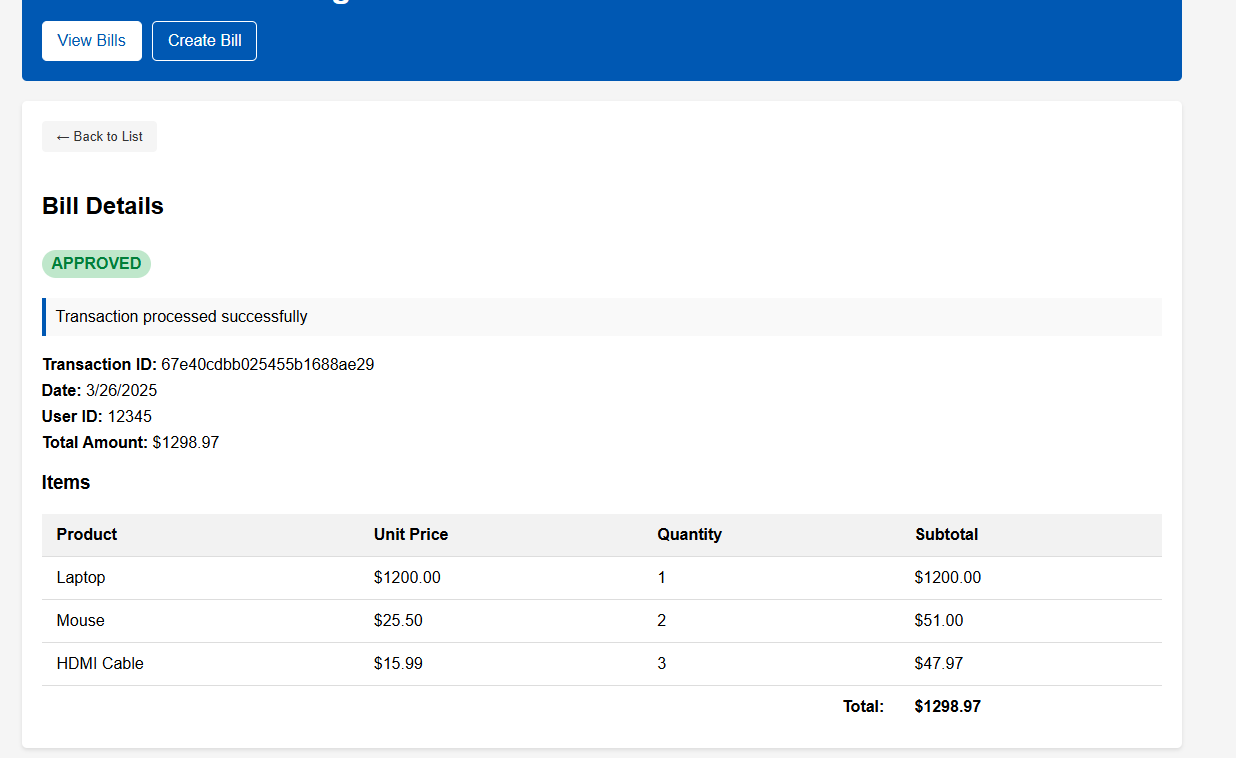 View Bills Create Bill
← Back to List
Bill Details
APPROVED
Transaction processed successfully
Transaction ID: 67e40cdbb025455b1688ae29
Date: 3/26/2025
User ID: 12345
Total Amount: $1298.97
Items
Product Unit Price Quantity Subtotal
Laptop $1200.00 1 $1200.00
Mouse $25.50 2 $51.00
HDMI Cable $15.99 3 $47.97
Total: $1298.97